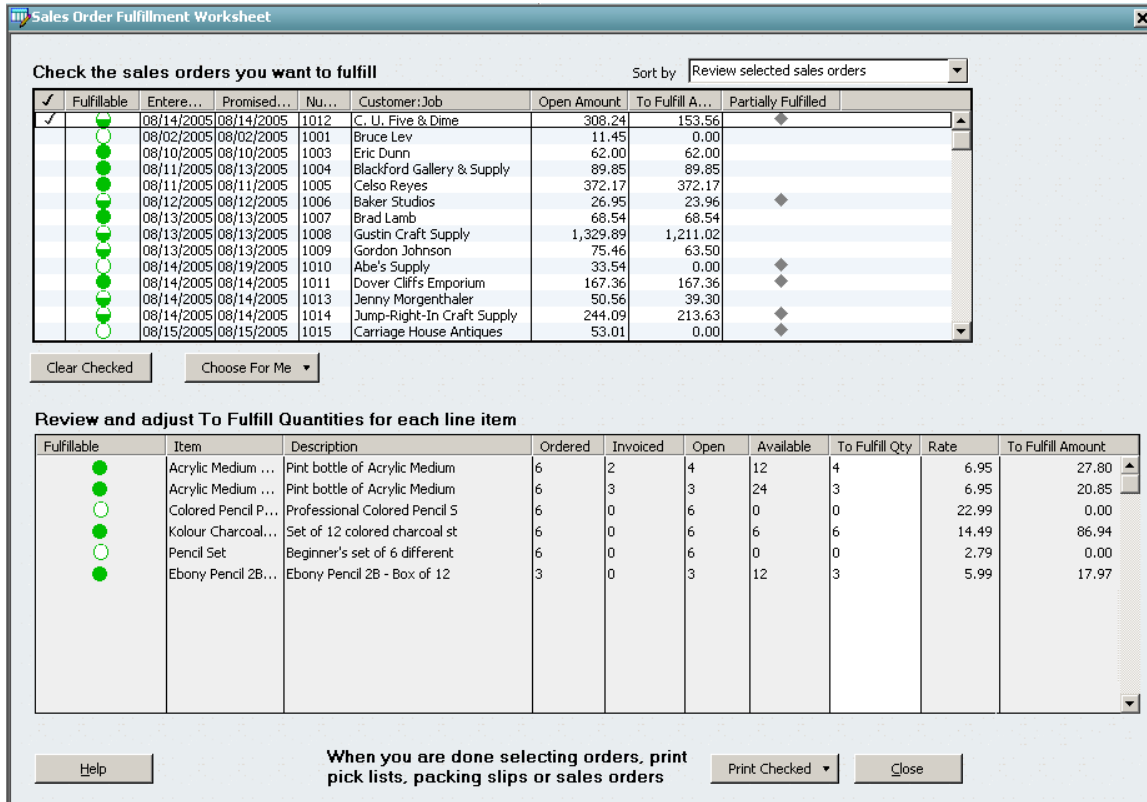 Sales Order Fulfillment Worksheet
Check the sales orders you want to fulfill
Sort by Review selected sales orders
✓ Fulfillable Entere... Promised... Nu... Customer:Job Open Amount To Fulfill A... Partially Fulfilled
✓ 08/14/2005 08/14/2005 1012 C. U. Five & Dime 308.24 153.56
08/02/2005 08/02/2005 1001 Bruce Lev 11.45 0.00
08/10/2005 08/10/2005 1003 Eric Dunn 62.00 62.00
08/11/2005 08/13/2005 1004 Blackford Gallery & Supply 89.85 89.85
08/11/2005 08/11/2005 1005 Celso Reyes 372.17 372.17
08/12/2005 08/12/2005 1006 Baker Studios 26.95 23.96
08/13/2005 08/13/2005 1007 Brad Lamb 68.54 68.54
08/13/2005 08/13/2005 1008 Gustin Craft Supply 1,329.89 1,211.02
08/13/2005 08/13/2005 1009 Gordon Johnson 75.46 63.50
08/14/2005 08/19/2005 1010 Abe's Supply 33.54 0.00
08/14/2005 08/14/2005 1011 Dover Cliffs Emporium 167.36 167.36
08/14/2005 08/14/2005 1013 Jenny Morgenthaler 50.56 39.30
08/14/2005 08/14/2005 1014 Jump-Right-In Craft Supply 244.09 213.63
08/15/2005 08/15/2005 1015 Carriage House Antiques 53.01 0.00
Clear Checked Choose For Me
Review and adjust To Fulfill Quantities for each line item
Fulfillable Item Description Ordered Invoiced Open Available To Fulfill Qty Rate To Fulfill Amount
Acrylic Medium ... Pint bottle of Acrylic Medium 6 2 4 12 4 6.95 27.80
Acrylic Medium ... Pint bottle of Acrylic Medium 6 3 3 24 3 6.95 20.85
Colored Pencil P... Professional Colored Pencil S 6 0 6 0 0 22.99 0.00
Kolour Charcoal... Set of 12 colored charcoal st 6 0 6 6 6 14.49 86.94
Pencil Set Beginner's set of 6 different 6 0 6 0 0 2.79 0.00
Ebony Pencil 2B... Ebony Pencil 2B - Box of 12 3 0 3 12 3 5.99 17.97
Help
When you are done selecting orders, print
pick lists, packing slips or sales orders
Print Checked Close